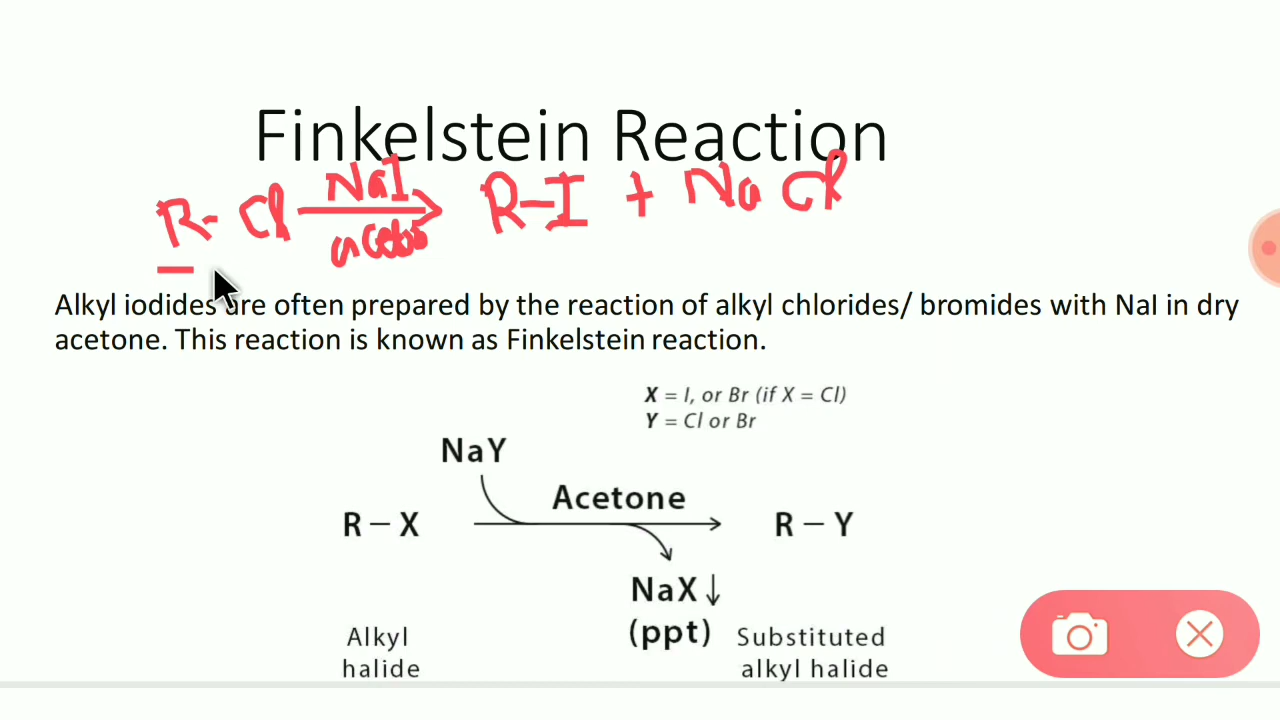 Finkelstein Reaction
R- Cl NaI → R-I + Na Cl
Alkyl iodides are often prepared by the reaction of alkyl chlorides/ bromides with NaI in dry
acetone. This reaction is known as Finkelstein reaction.
X = I, or Br (if X = Cl)
Y = Cl or Br
NaY
Acetone
R – X
R – Y
NaX↓
(ppt)
Alkyl
halide
Substituted
alkyl halide